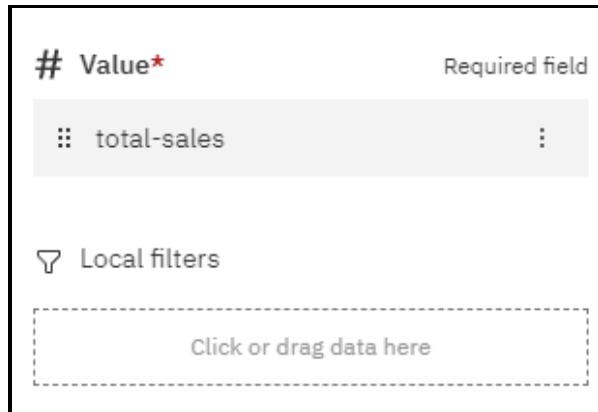 # Value* Required field
total-sales
Local filters
Click or drag data here